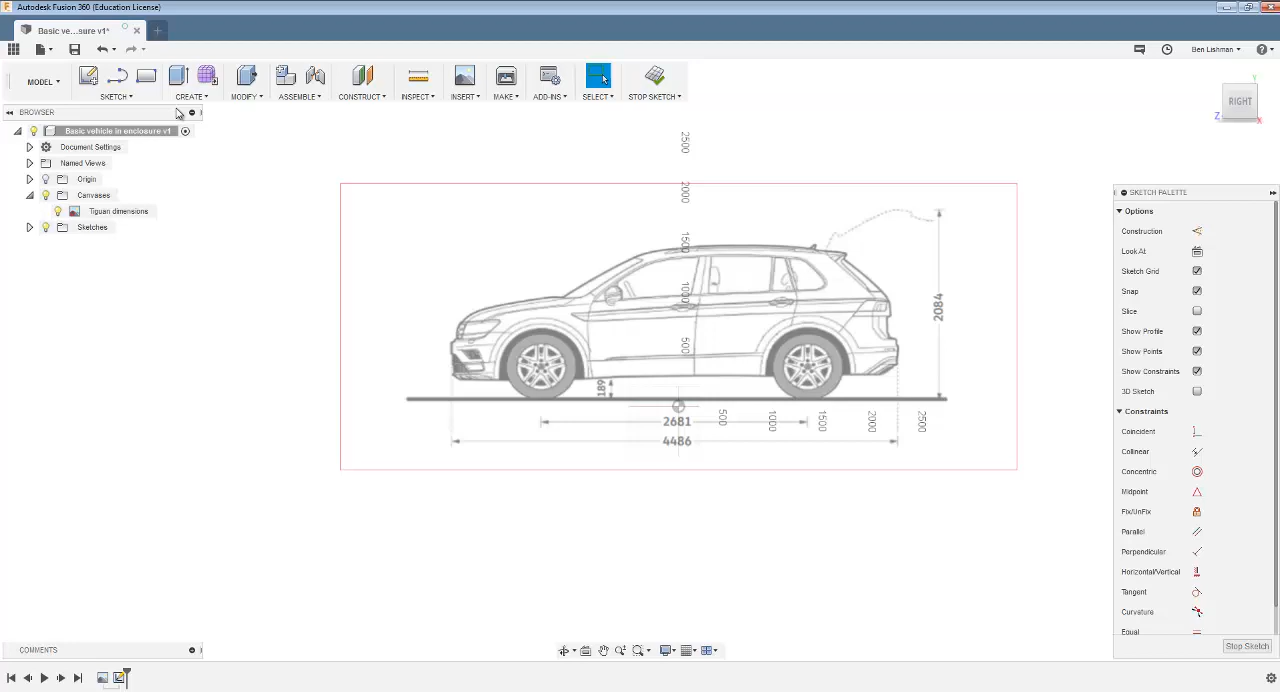 Autodesk Fusion 360 (Education License)
Basic ve...sure v1*
Ben Lishman
MODEL
SKETCH
CREATE
MODIFY
ASSEMBLE
CONSTRUCT
INSPECT
INSERT
MAKE
ADD-INS
SELECT
STOP SKETCH
BROWSER
Basic vehicle in enclosure v1
Document Settings
Named Views
Origin
Canvases
Tiguan dimensions
Sketches
RIGHT
Y
Z
X
2500
2000
1500
1000
500
500
1000
1500
2000
2500
2084
189
2681
4486
SKETCH PALETTE
Options
Construction
Look At
Sketch Grid
Snap
Slice
Show Profile
Show Points
Show Constraints
3D Sketch
Constraints
Coincident
Collinear
Concentric
Midpoint
Fix/UnFix
Parallel
Perpendicular
Horizontal/Vertical
Tangent
Curvature
Equal
Stop Sketch
COMMENTS